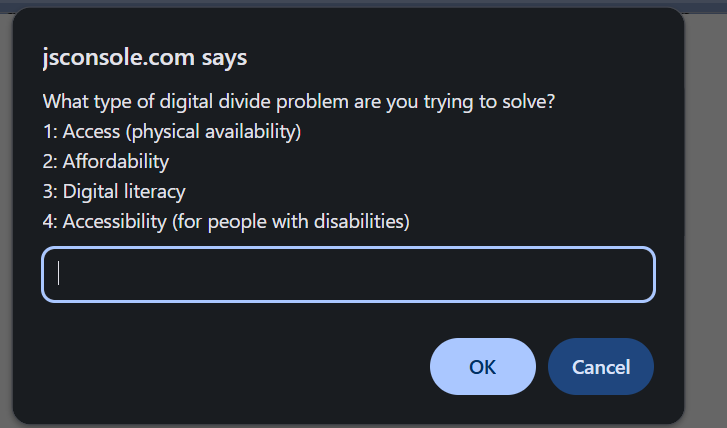 jsconsole.com says
What type of digital divide problem are you trying to solve?
1: Access (physical availability)
2: Affordability
3: Digital literacy
4: Accessibility (for people with disabilities)
OK Cancel